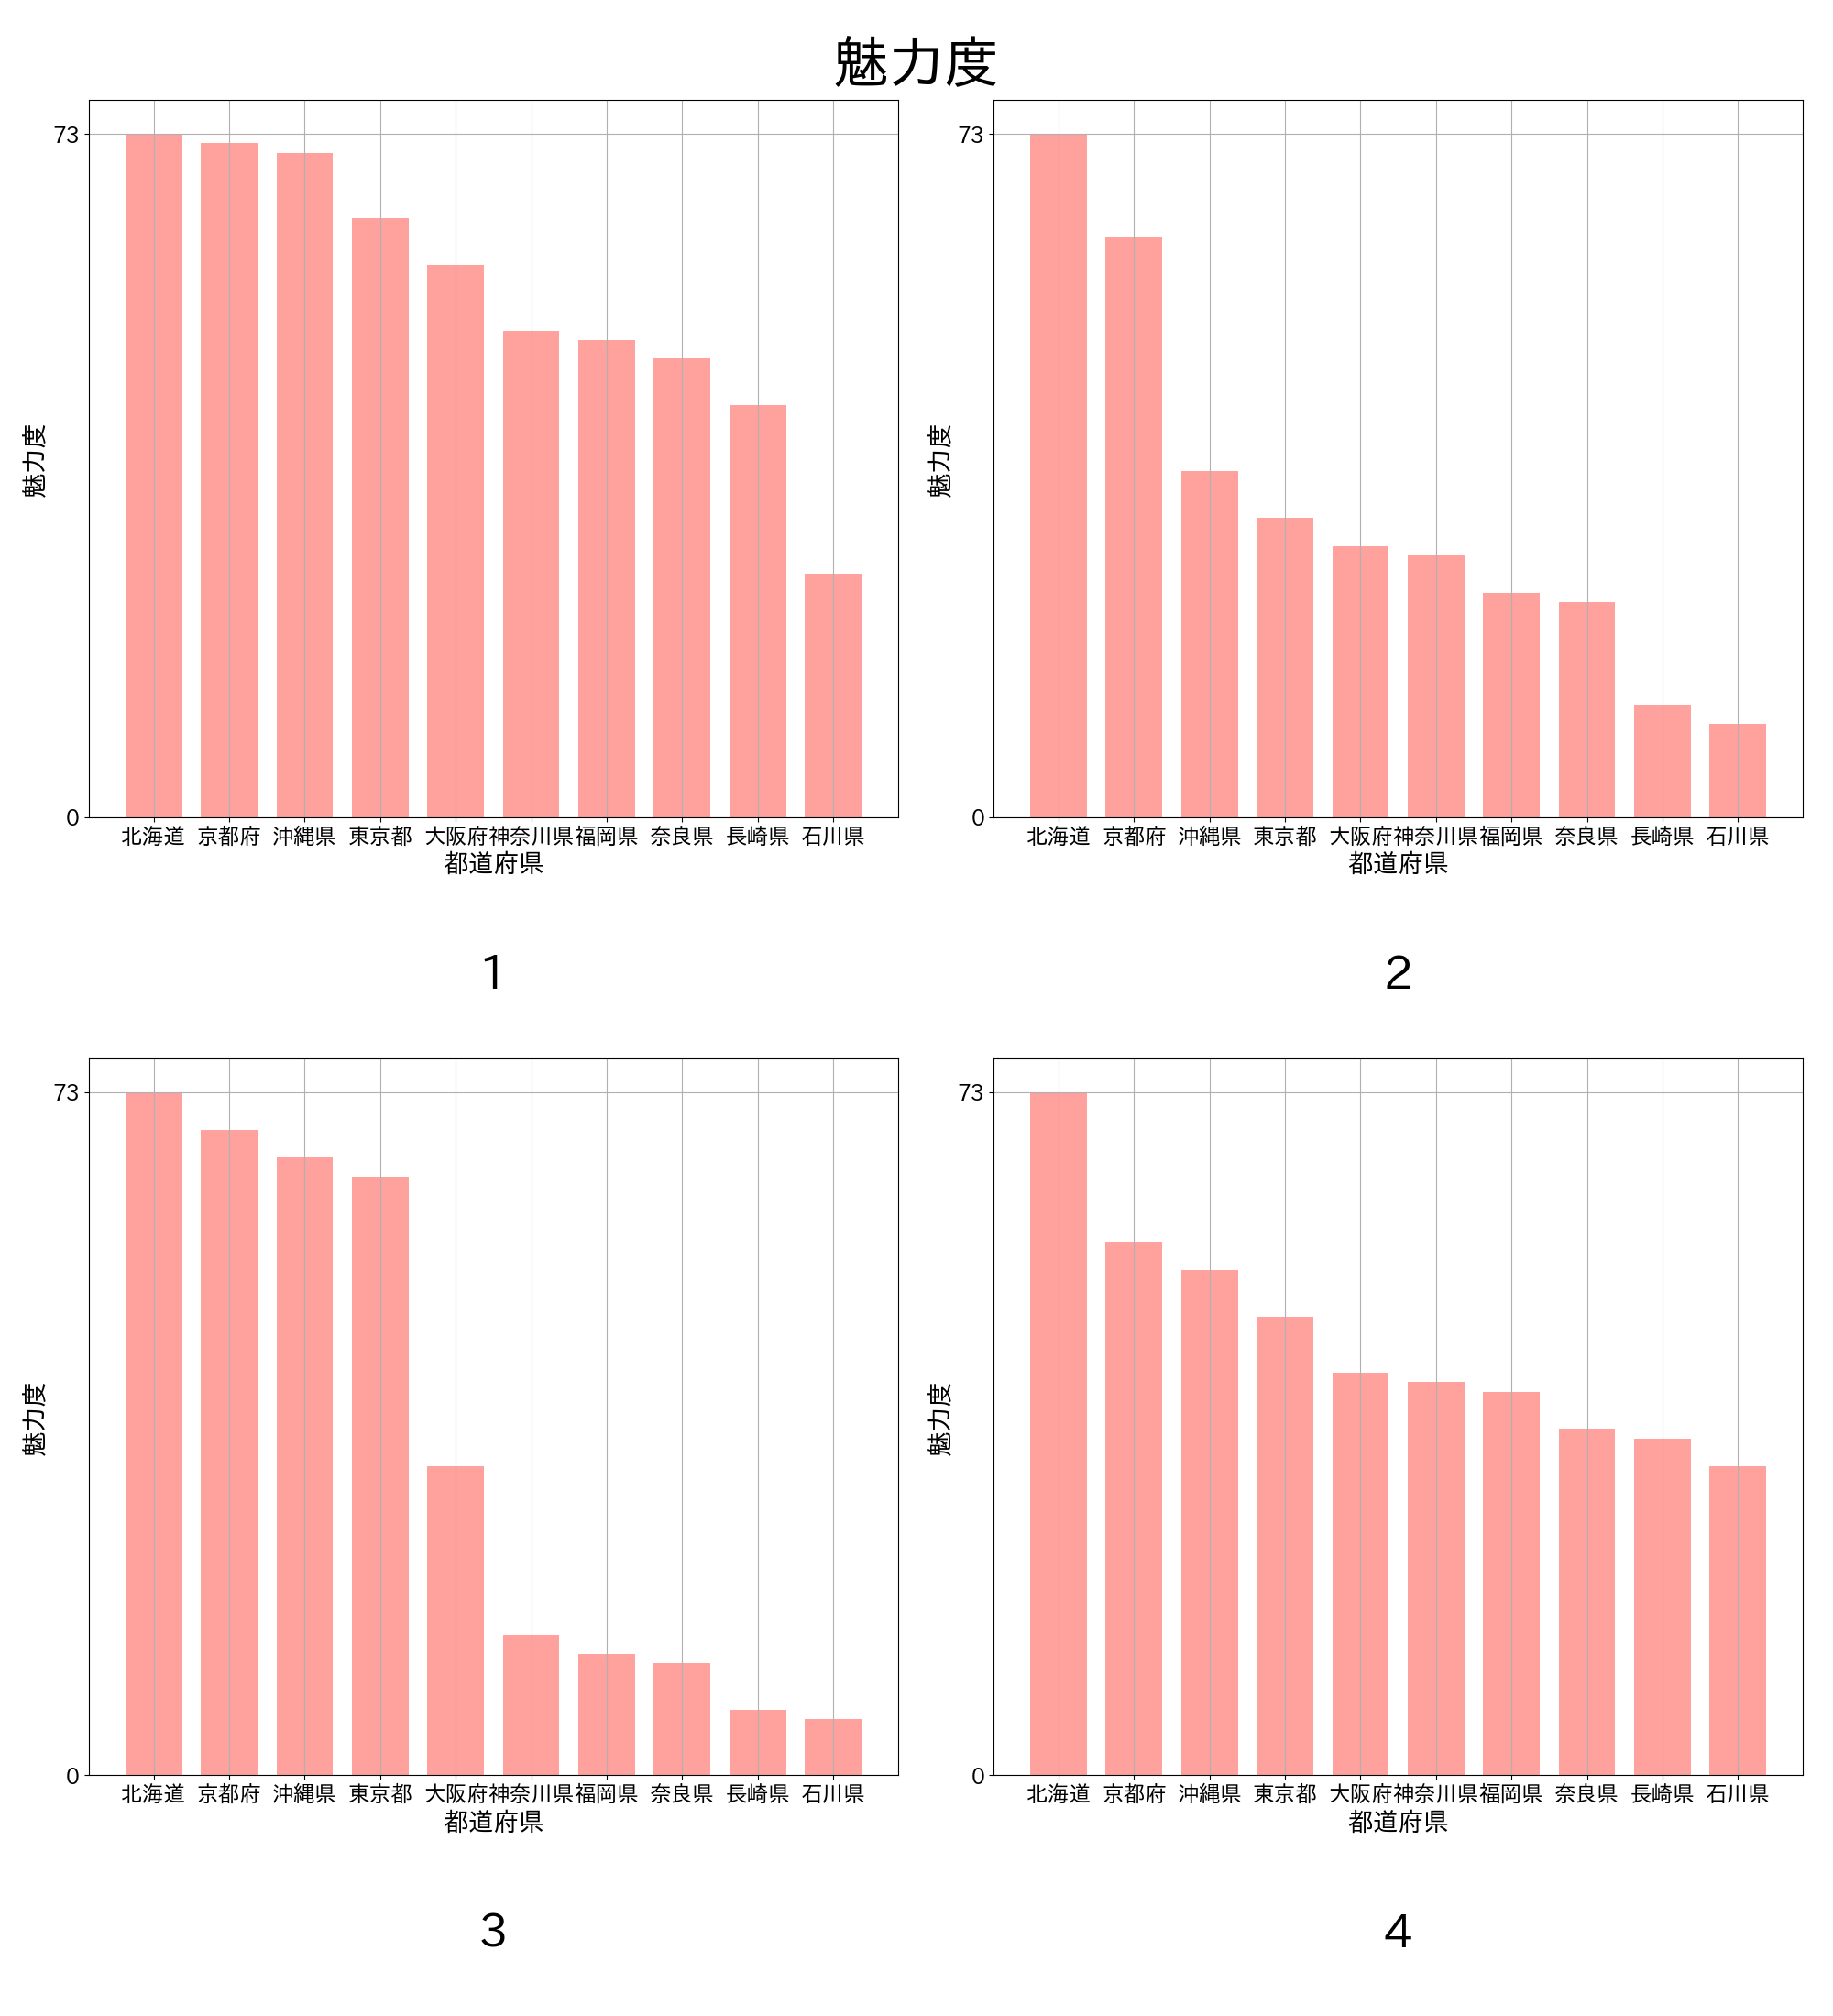 魅力度
73
0
魅力度
北海道 京都府 沖縄県 東京都 大阪府 神奈川県 福岡県 奈良県 長崎県 石川県
都道府県
1
73
0
魅力度
北海道 京都府 沖縄県 東京都 大阪府 神奈川県 福岡県 奈良県 長崎県 石川県
都道府県
2
73
0
魅力度
北海道 京都府 沖縄県 東京都 大阪府 神奈川県 福岡県 奈良県 長崎県 石川県
都道府県
3
73
0
魅力度
北海道 京都府 沖縄県 東京都 大阪府 神奈川県 福岡県 奈良県 長崎県 石川県
都道府県
4